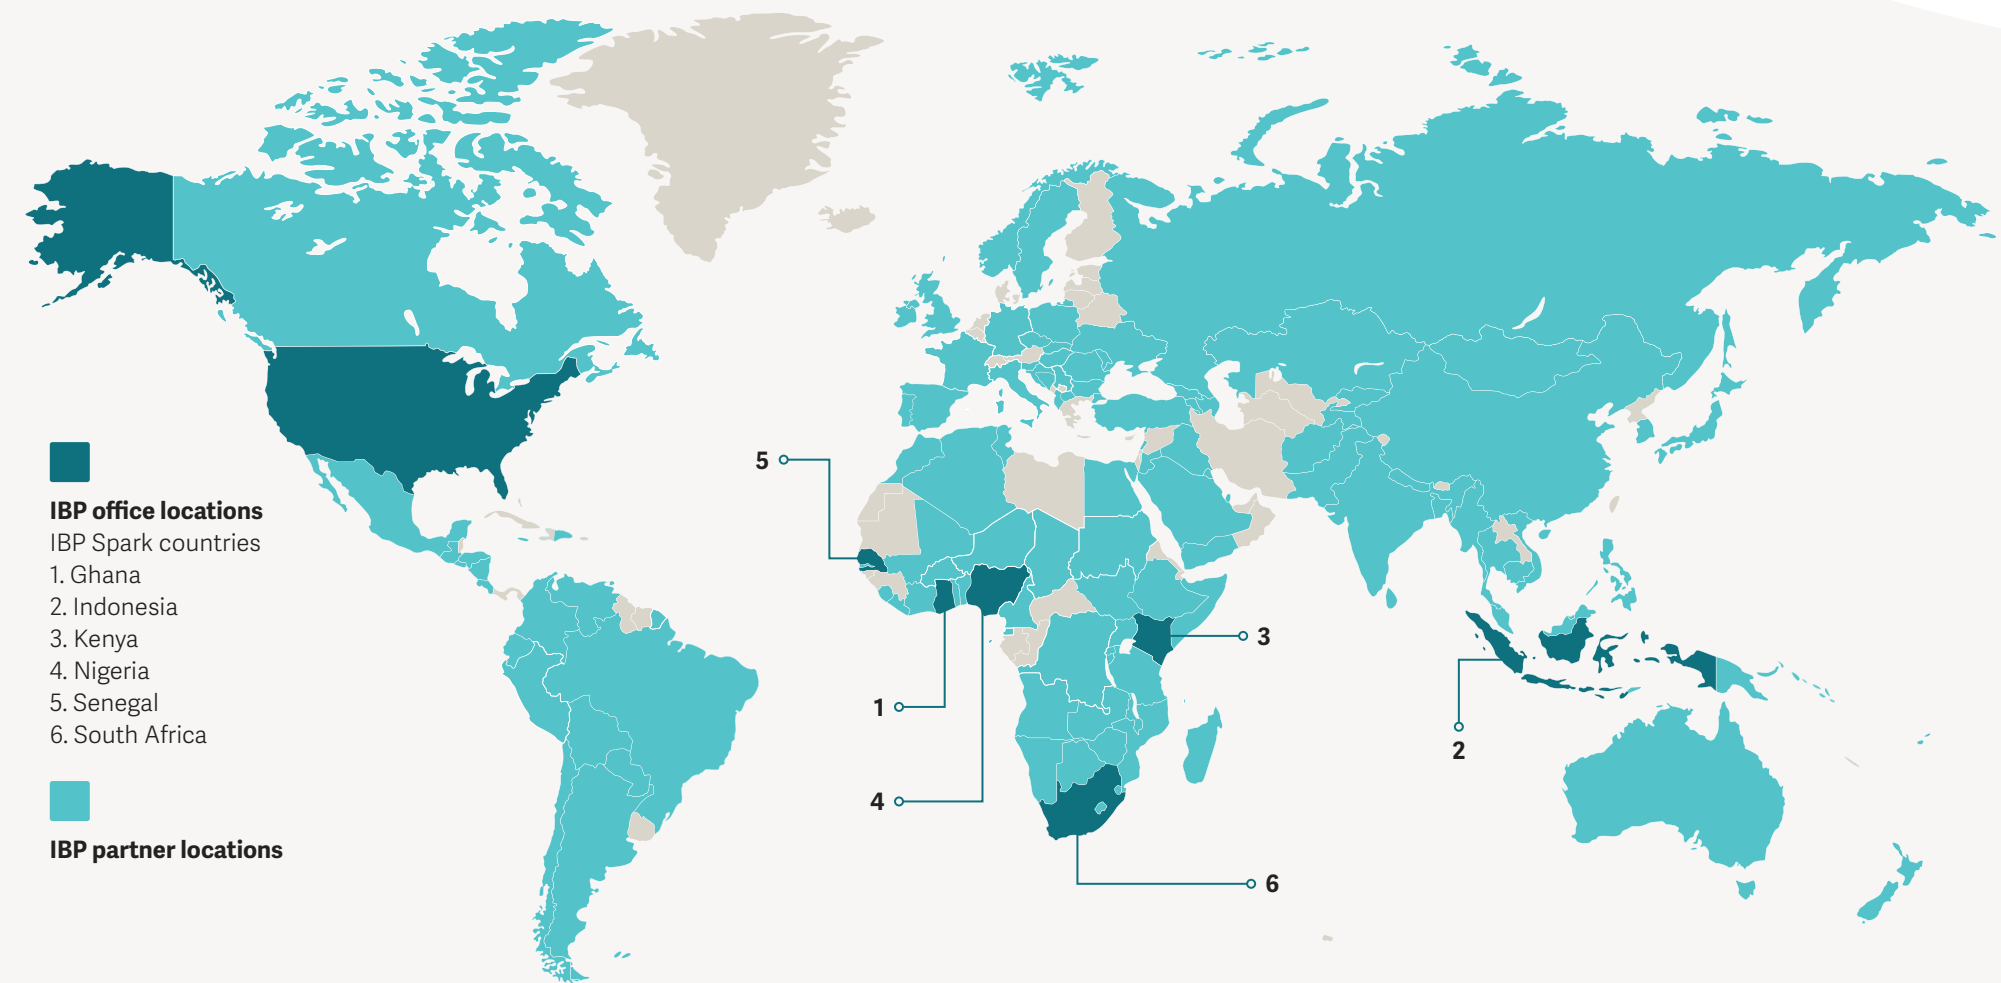 IBP office locations
IBP Spark countries
1. Ghana
2. Indonesia
3. Kenya
4. Nigeria
5. Senegal
6. South Africa
IBP partner locations
5
3
1
2
4
6